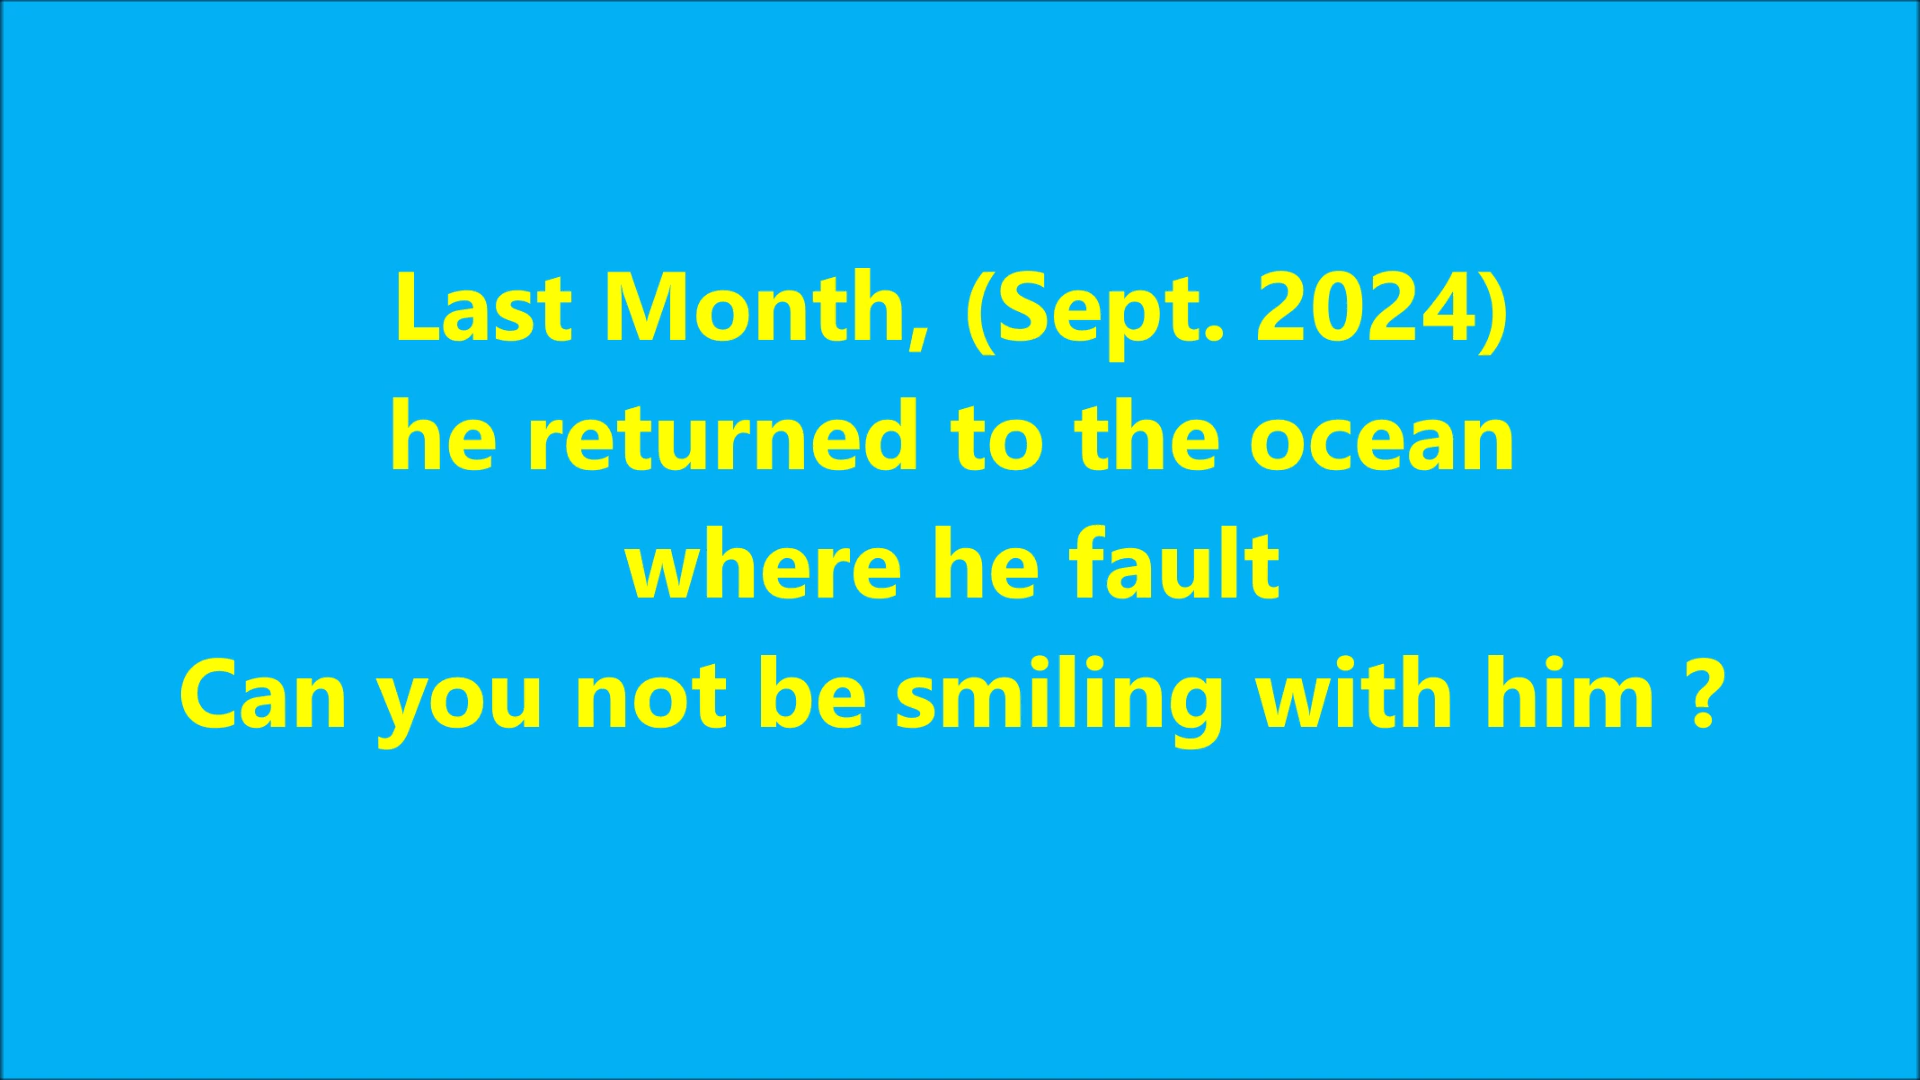 Last Month, (Sept. 2024)
he returned to the ocean
where he fault
Can you not be smiling with him ?